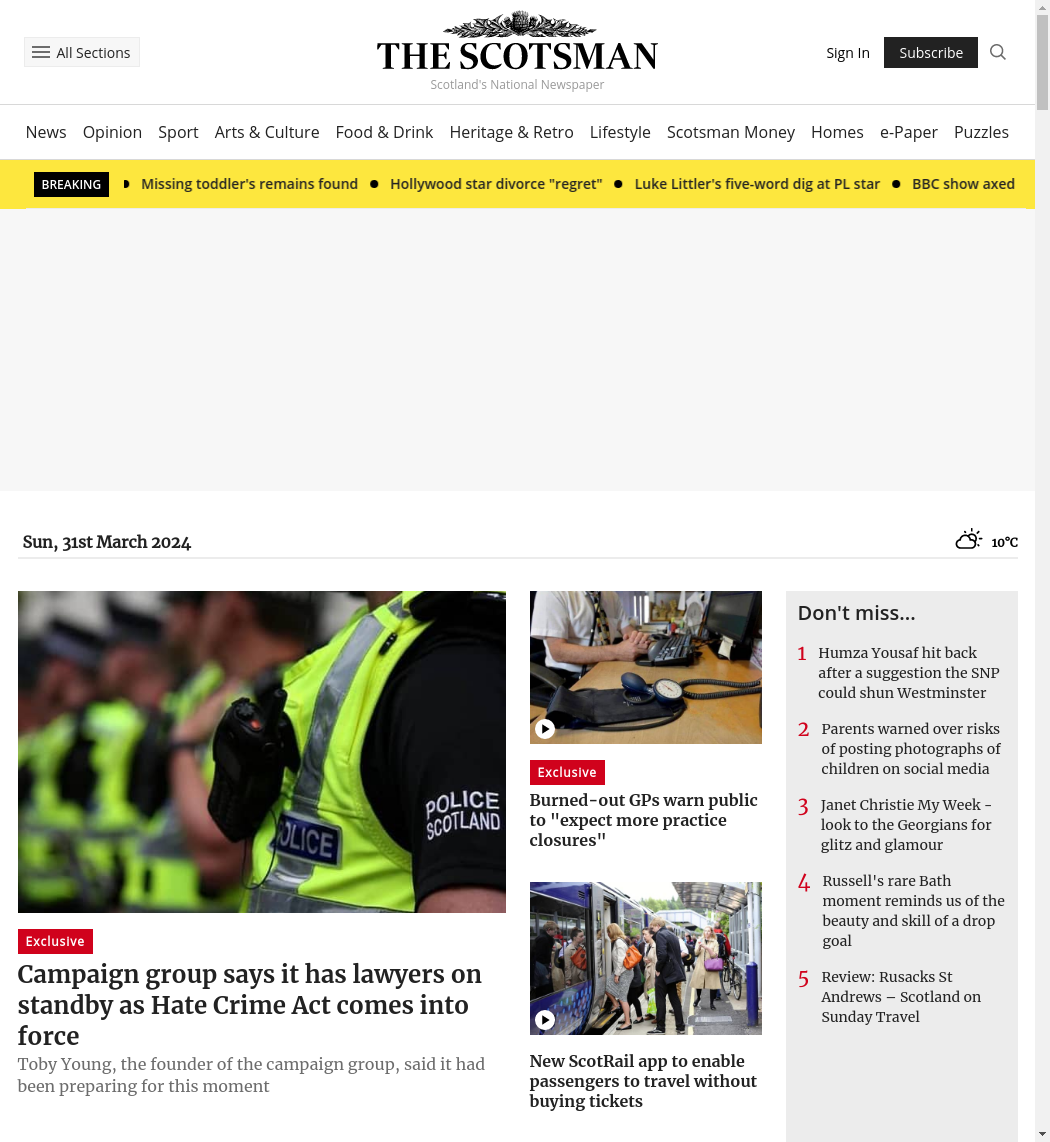 All Sections
THE SCOTSMAN
Scotland's National Newspaper
Sign In
Subscribe
News Opinion Sport Arts & Culture Food & Drink Heritage & Retro Lifestyle Scotsman Money Homes e-Paper Puzzles
BREAKING Missing toddler's remains found Hollywood star divorce "regret" Luke Littler's five-word dig at PL star BBC show axed
Sun, 31st March 2024
10°C
POLICE
SCOTLAND
POLICE
Exclusive
Campaign group says it has lawyers on
standby as Hate Crime Act comes into
force
Toby Young, the founder of the campaign group, said it had
been preparing for this moment
Exclusive
Burned-out GPs warn public
to "expect more practice
closures"
New ScotRail app to enable
passengers to travel without
buying tickets
Don't miss...
1 Humza Yousaf hit back
after a suggestion the SNP
could shun Westminster
2 Parents warned over risks
of posting photographs of
children on social media
3 Janet Christie My Week -
look to the Georgians for
glitz and glamour
4 Russell's rare Bath
moment reminds us of the
beauty and skill of a drop
goal
5 Review: Rusacks St
Andrews – Scotland on
Sunday Travel